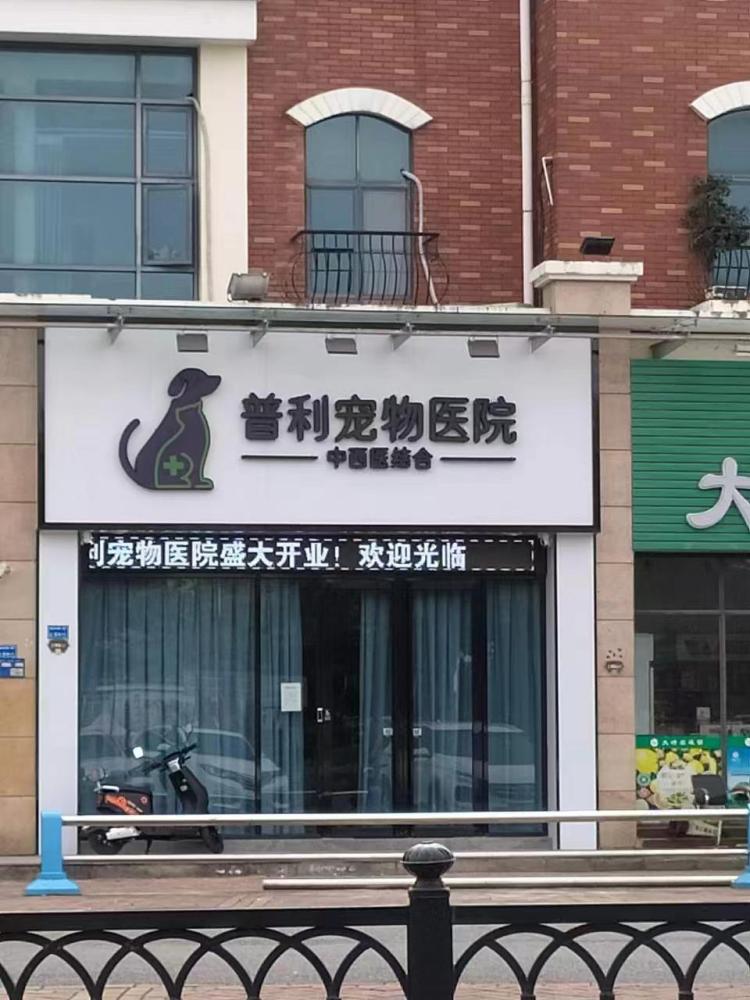 普利宠物医院
中西医结合
利宠物医院盛大开业！欢迎光临
大